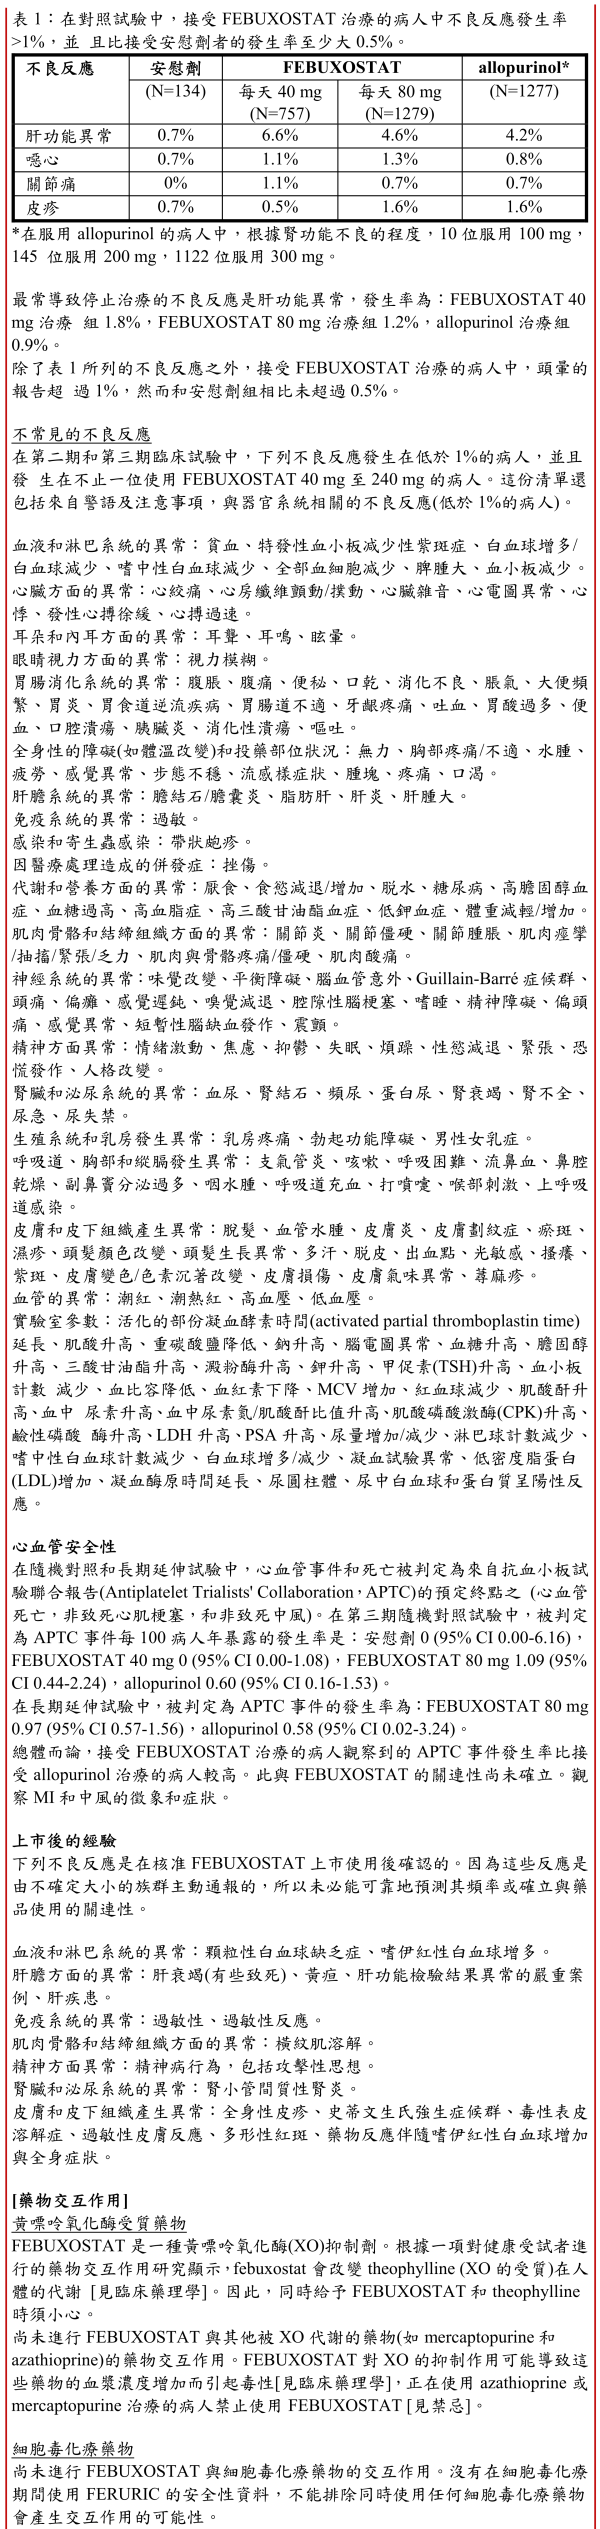 表 1：在對照試驗中，接受 FEBUXOSTAT 治療的病人中不良反應發生率
>1%，並 且比接受安慰劑者的發生率至少大 0.5%。
不良反應 安慰劑 FEBUXOSTAT allopurinol*
(N=134) 每天 40 mg 每天 80 mg (N=1277)
(N=757) (N=1279)
肝功能異常 0.7% 6.6% 4.6% 4.2%
噁心 0.7% 1.1% 1.3% 0.8%
關節痛 0% 1.1% 0.7% 0.7%
皮疹 0.7% 0.5% 1.6% 1.6%
*在服用 allopurinol 的病人中，根據腎功能不良的程度，10 位服用 100 mg，
145 位服用 200 mg，1122 位服用 300 mg。
最常導致停止治療的不良反應是肝功能異常，發生率為：FEBUXOSTAT 40
mg 治療 組 1.8%，FEBUXOSTAT 80 mg 治療組 1.2%，allopurinol 治療組
0.9%。
除了表 1 所列的不良反應之外，接受 FEBUXOSTAT 治療的病人中，頭暈的
報告超 過 1%，然而和安慰劑組相比未超過 0.5%。
不常見的不良反應
在第二期和第三期臨床試驗中，下列不良反應發生在低於 1%的病人，並且
發 生在不止一位使用 FEBUXOSTAT 40 mg 至 240 mg 的病人。這份清單還
包括來自警語及注意事項，與器官系統相關的不良反應(低於 1%的病人)。
血液和淋巴系統的異常：貧血、特發性血小板減少性紫斑症、白血球增多/
白血球減少、嗜中性白血球減少、全部血細胞減少、脾腫大、血小板減少。
心臟方面的異常：心絞痛、心房纖維顫動/撲動、心臟雜音、心電圖異常、心
悸、發性心搏徐緩、心搏過速。
耳朵和內耳方面的異常：耳聾、耳鳴、眩暈。
眼睛視力方面的異常：視力模糊。
胃腸消化系統的異常：腹脹、腹痛、便秘、口乾、消化不良、脹氣、大便頻
繁、胃炎、胃食道逆流疾病、胃腸道不適、牙齦疼痛、吐血、胃酸過多、便
血、口腔潰瘍、胰臟炎、消化性潰瘍、嘔吐。
全身性的障礙(如體溫改變)和投藥部位狀況：無力、胸部疼痛/不適、水腫、
疲勞、感覺異常、步態不穩、流感樣症狀、腫塊、疼痛、口渴。
肝膽系統的異常：膽結石/膽囊炎、脂肪肝、肝炎、肝腫大。
免疫系統的異常：過敏。
感染和寄生蟲感染：帶狀皰疹。
因醫療處理造成的併發症：挫傷。
代謝和營養方面的異常：厭食、食慾減退/增加、脫水、糖尿病、高膽固醇血
症、血糖過高、高血脂症、高三酸甘油酯血症、低鉀血症、體重減輕/增加。
肌肉骨骼和結締組織方面的異常：關節炎、關節僵硬、關節腫脹、肌肉痙攣
/抽搐/緊張/乏力、肌肉與骨骼疼痛/僵硬、肌肉酸痛。
神經系統的異常：味覺改變、平衡障礙、腦血管意外、Guillain-Barré 症候群、
頭痛、偏癱、感覺遲鈍、嗅覺減退、腔隙性腦梗塞、嗜睡、精神障礙、偏頭
痛、感覺異常、短暫性腦缺血發作、震顫。
精神方面異常：情緒激動、焦慮、抑鬱、失眠、煩躁、性慾減退、緊張、恐
慌發作、人格改變。
腎臟和泌尿系統的異常：血尿、腎結石、頻尿、蛋白尿、腎衰竭、腎不全、
尿急、尿失禁。
生殖系統和乳房發生異常：乳房疼痛、勃起功能障礙、男性女乳症。
呼吸道、胸部和縱膈發生異常：支氣管炎、咳嗽、呼吸困難、流鼻血、鼻腔
乾燥、副鼻竇分泌過多、咽水腫、呼吸道充血、打噴嚏、喉部刺激、上呼吸
道感染。
皮膚和皮下組織產生異常：脫髮、血管水腫、皮膚炎、皮膚劃紋症、瘀斑、
濕疹、頭髮顏色改變、頭髮生長異常、多汗、脫皮、出血點、光敏感、搔癢、
紫斑、皮膚變色/色素沉著改變、皮膚損傷、皮膚氣味異常、蕁麻疹。
血管的異常：潮紅、潮熱紅、高血壓、低血壓。
實驗室參數：活化的部份凝血酵素時間(activated partial thromboplastin time)
延長、肌酸升高、重碳酸鹽降低、鈉升高、腦電圖異常、血糖升高、膽固醇
升高、三酸甘油酯升高、澱粉酶升高、鉀升高、甲促素(TSH)升高、血小板
計數 減少、血比容降低、血紅素下降、MCV 增加、紅血球減少、肌酸酐升
高、血中 尿素升高、血中尿素氮/肌酸酐比值升高、肌酸磷酸激酶(CPK)升高、
鹼性磷酸 酶升高、LDH 升高、PSA 升高、尿量增加/減少、淋巴球計數減少、
嗜中性白血球計數減少、白血球增多/減少、凝血試驗異常、低密度脂蛋白
(LDL)增加、凝血酶原時間延長、尿圓柱體、尿中白血球和蛋白質呈陽性反
應。
心血管安全性
在隨機對照和長期延伸試驗中，心血管事件和死亡被判定為來自抗血小板試
驗聯合報告(Antiplatelet Trialists' Collaboration，APTC)的預定終點之 (心血管
死亡，非致死心肌梗塞，和非致死中風)。在第三期隨機對照試驗中，被判定
為 APTC 事件每 100 病人年暴露的發生率是：安慰劑 0 (95% CI 0.00-6.16)，
FEBUXOSTAT 40 mg 0 (95% CI 0.00-1.08)，FEBUXOSTAT 80 mg 1.09 (95%
CI 0.44-2.24)，allopurinol 0.60 (95% CI 0.16-1.53)。
在長期延伸試驗中，被判定為 APTC 事件的發生率為：FEBUXOSTAT 80 mg
0.97 (95% CI 0.57-1.56)，allopurinol 0.58 (95% CI 0.02-3.24)。
總體而論，接受 FEBUXOSTAT 治療的病人觀察到的 APTC 事件發生率比接
受 allopurinol 治療的病人較高。此與 FEBUXOSTAT 的關連性尚未確立。觀
察 MI 和中風的徵象和症狀。
上市後的經驗
下列不良反應是在核准 FEBUXOSTAT 上市使用後確認的。因為這些反應是
由不確定大小的族群主動通報的，所以未必能可靠地預測其頻率或確立與藥
品使用的關連性。
血液和淋巴系統的異常：顆粒性白血球缺乏症、嗜伊紅性白血球增多。
肝膽方面的異常：肝衰竭(有些致死)、黃疸、肝功能檢驗結果異常的嚴重案
例、肝疾患。
免疫系統的異常：過敏性、過敏性反應。
肌肉骨骼和結締組織方面的異常：橫紋肌溶解。
精神方面異常：精神病行為，包括攻擊性思想。
腎臟和泌尿系統的異常：腎小管間質性腎炎。
皮膚和皮下組織產生異常：全身性皮疹、史蒂文生氏強生症候群、毒性表皮
溶解症、過敏性皮膚反應、多形性紅斑、藥物反應伴隨嗜伊紅性白血球增加
與全身症狀。
[藥物交互作用]
黃嘌呤氧化酶受質藥物
FEBUXOSTAT 是一種黃嘌呤氧化酶(XO)抑制劑。根據一項對健康受試者進
行的藥物交互作用研究顯示，febuxostat 會改變 theophylline (XO 的受質)在人
體的代謝 [見臨床藥理學]。因此，同時給予 FEBUXOSTAT 和 theophylline
時須小心。
尚未進行 FEBUXOSTAT 與其他被 XO 代謝的藥物(如 mercaptopurine 和
azathioprine)的藥物交互作用。FEBUXOSTAT 對 XO 的抑制作用可能導致這
些藥物的血漿濃度增加而引起毒性[見臨床藥理學]，正在使用 azathioprine 或
mercaptopurine 治療的病人禁止使用 FEBUXOSTAT [見禁忌]。
細胞毒化療藥物
尚未進行 FEBUXOSTAT 與細胞毒化療藥物的交互作用。沒有在細胞毒化療
期間使用 FERURIC 的安全性資料，不能排除同時使用任何細胞毒化療藥物
會產生交互作用的可能性。